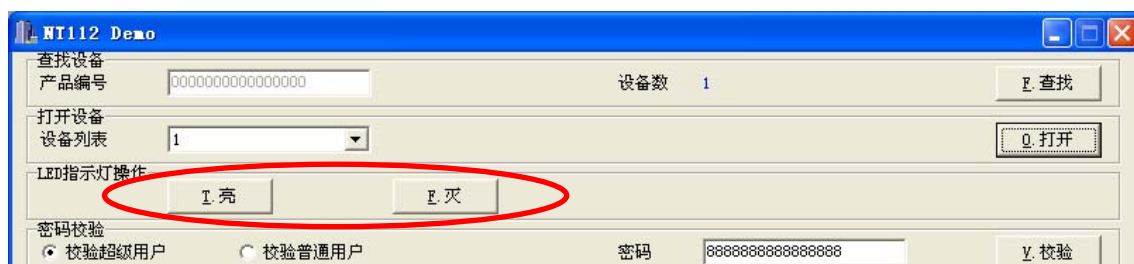 NT112 Demo
查找设备
产品编号 0000000000000000 设备数 1 F.查找
打开设备
设备列表 1 O.打开
LED指示灯操作
T.亮 F.灭
密码校验
校验超级用户 校验普通用户 密码 8888888888888888 V.校验